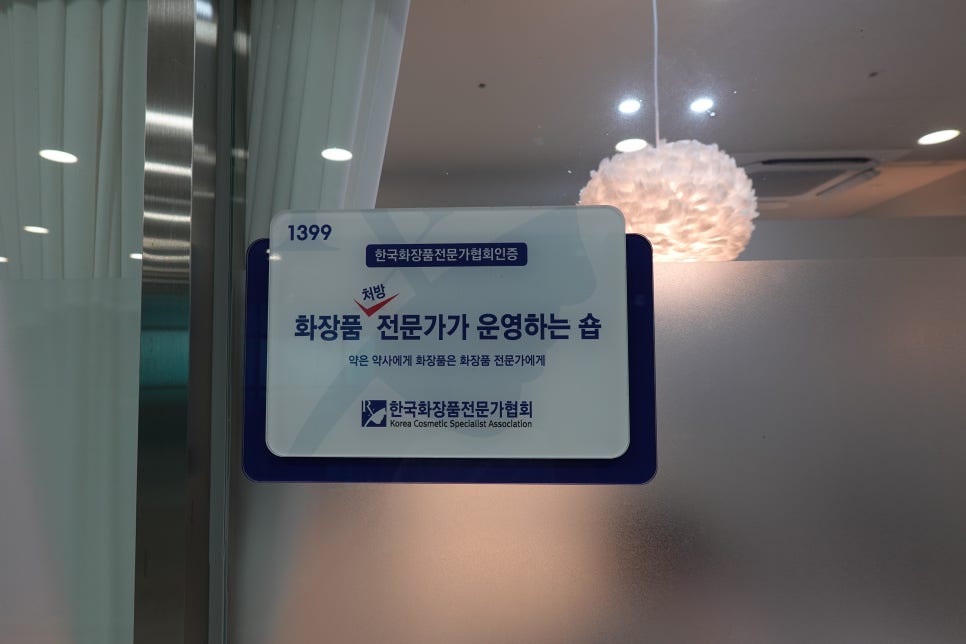 1399
한국화장품전문가협회인증
처방
화장품 전문가가 운영하는 숍
약은 약사에게 화장품은 화장품 전문가에게
한국화장품전문가협회
Korea Cosmetic Specialist Association